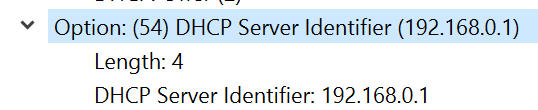 Option: (54) DHCP Server Identifier (192.168.0.1)
Length: 4
DHCP Server Identifier: 192.168.0.1